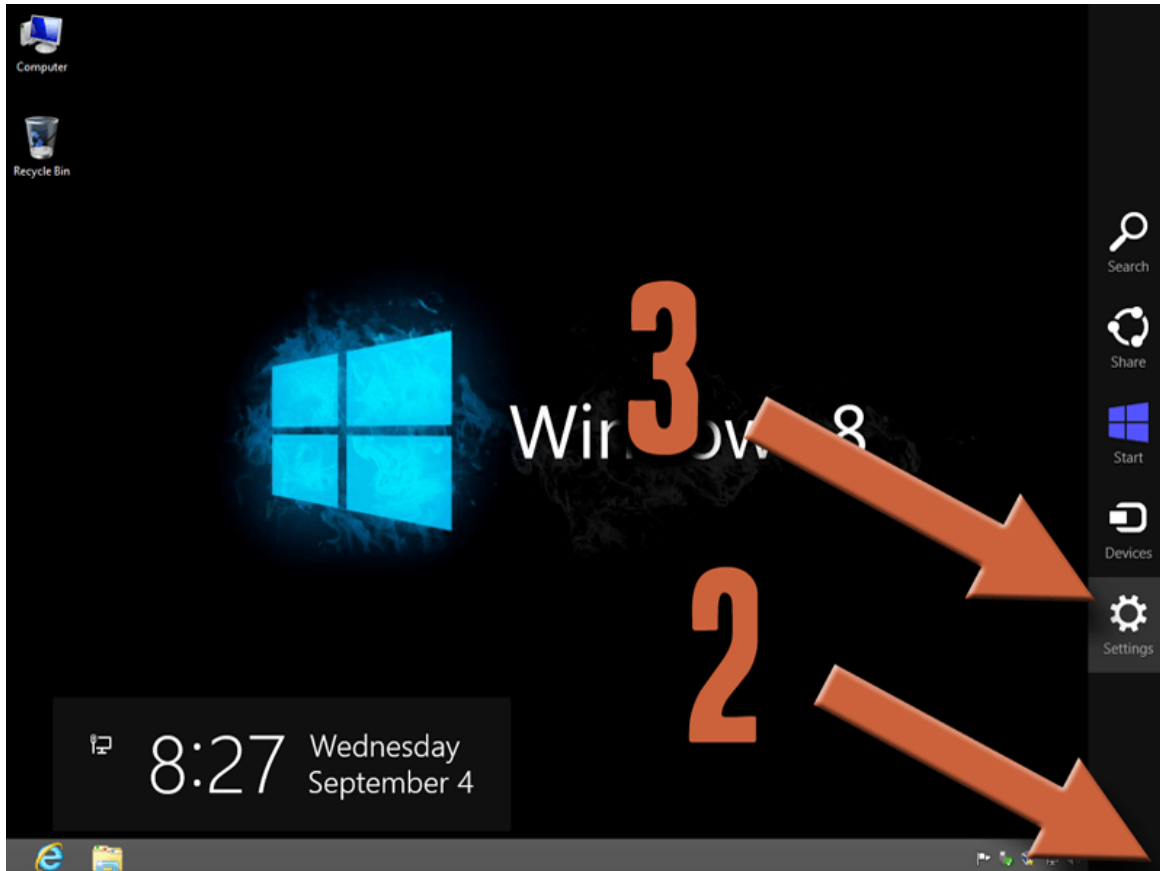 Computer
Recycle Bin
Search
Share
Start
Devices
Settings
3
2
8:27
Wednesday
September 4